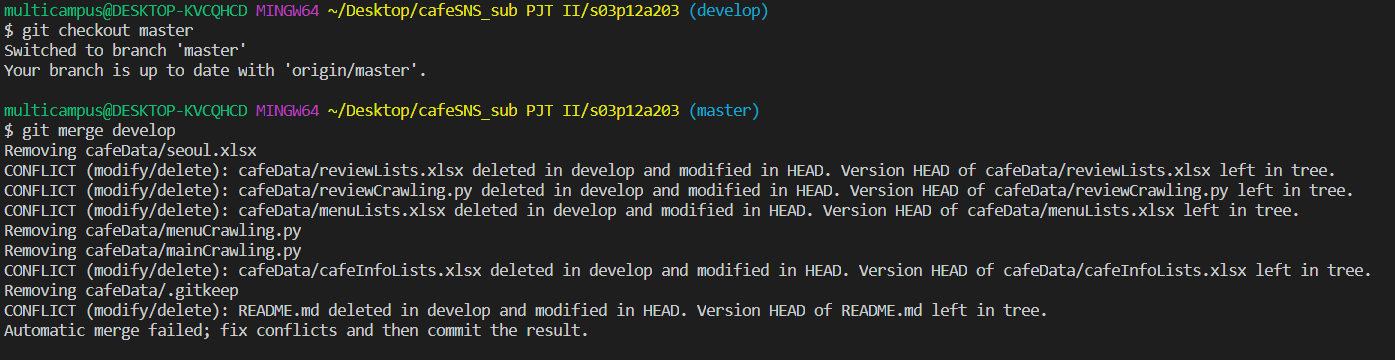 multicampus@DESKTOP-KVCQHCD MINGW64 ~/Desktop/cafeSNS_sub PJT II/s03p12a203 (develop)
$ git checkout master
Switched to branch 'master'
Your branch is up to date with 'origin/master'.
multicampus@DESKTOP-KVCQHCD MINGW64 ~/Desktop/cafeSNS_sub PJT II/s03p12a203 (master)
$ git merge develop
Removing cafeData/seoul.xlsx
CONFLICT (modify/delete): cafeData/reviewLists.xlsx deleted in develop and modified in HEAD. Version HEAD of cafeData/reviewLists.xlsx left in tree.
CONFLICT (modify/delete): cafeData/reviewCrawling.py deleted in develop and modified in HEAD. Version HEAD of cafeData/reviewCrawling.py left in tree.
CONFLICT (modify/delete): cafeData/menuLists.xlsx deleted in develop and modified in HEAD. Version HEAD of cafeData/menuLists.xlsx left in tree.
Removing cafeData/menuCrawling.py
Removing cafeData/mainCrawling.py
CONFLICT (modify/delete): cafeData/cafeInfoLists.xlsx deleted in develop and modified in HEAD. Version HEAD of cafeData/cafeInfoLists.xlsx left in tree.
Removing cafeData/.gitkeep
CONFLICT (modify/delete): README.md deleted in develop and modified in HEAD. Version HEAD of README.md left in tree.
Automatic merge failed; fix conflicts and then commit the result.